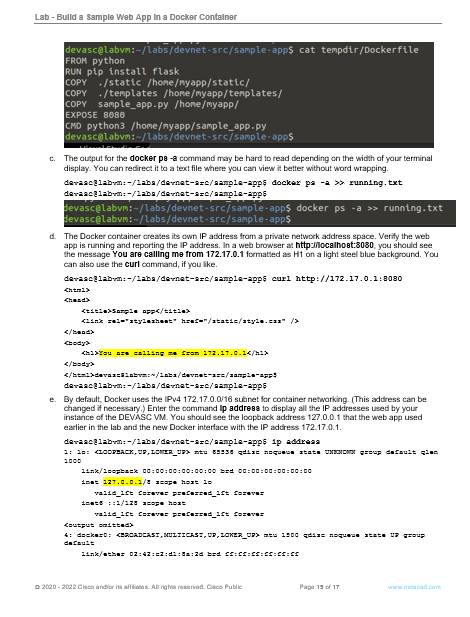 Lab - Build a Sample Web App in a Docker Container
devasc@labvm:~/labs/devnet-src/sample-app$ cat tempdir/Dockerfile
FROM python
RUN pip install flask
COPY  ./static /home/myapp/static/
COPY  ./templates /home/myapp/templates/
COPY  sample_app.py /home/myapp/
EXPOSE 8080
CMD python3 /home/myapp/sample_app.py
devasc@labvm:~/labs/devnet-src/sample-app$
c. The output for the docker ps -a command may be hard to read depending on the width of your terminal
display. You can redirect it to a text file where you can view it better without word wrapping.
devasc@labvm:~/labs/devnet-src/sample-app$ docker ps -a >> running.txt
devasc@labvm:~/labs/devnet-src/sample-app$
devasc@labvm:~/labs/devnet-src/sample-app$ docker ps -a >> running.txt
d. The Docker container creates its own IP address from a private network address space. Verify the web
app is running and reporting the IP address. In a web browser at http://localhost:8080, you should see
the message You are calling me from 172.17.0.1 formatted as H1 on a light steel blue background. You
can also use the curl command, if you like.
devasc@labvm:~/labs/devnet-src/sample-app$ curl http://172.17.0.1:8080
<html>
<head>
<title>Sample app</title>
<link rel="stylesheet" href="/static/style.css" />
</head>
<body>
<h1>You are calling me from 172.17.0.1</h1>
</body>
</html>devasc@labvm:~/labs/devnet-src/sample-app$
devasc@labvm:~/labs/devnet-src/sample-app$
e. By default, Docker uses the IPv4 172.17.0.0/16 subnet for container networking. (This address can be
changed if necessary.) Enter the command ip address to display all the IP addresses used by your
instance of the DEVASC VM. You should see the loopback address 127.0.0.1 that the web app used
earlier in the lab and the new Docker interface with the IP address 172.17.0.1.
devasc@labvm:~/labs/devnet-src/sample-app$ ip address
1: lo: <LOOPBACK,UP,LOWER_UP> mtu 65536 qdisc noqueue state UNKNOWN group default qlen
1000
link/loopback 00:00:00:00:00:00 brd 00:00:00:00:00:00
inet 127.0.0.1/8 scope host lo
valid_lft forever preferred_lft forever
inet6 ::1/128 scope host
valid_lft forever preferred_lft forever
<output omitted>
4: docker0: <BROADCAST,MULTICAST,UP,LOWER_UP> mtu 1500 qdisc noqueue state UP group
default
link/ether 02:42:c2:d1:8a:2d brd ff:ff:ff:ff:ff:ff
© 2020 - 2022 Cisco and/or its affiliates. All rights reserved. Cisco Public
Page 15 of 17
www.netacad.com